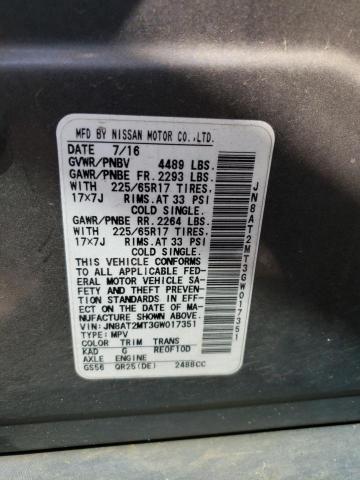 MFD BY NISSAN MOTOR CO.,LTD.
DATE 7/16
GVWR/PNBV 4489 LBS.
GAWR/PNBE FR. 2293 LBS.
WITH 225/65R17 TIRES,
17x7J RIMS.AT 33 PSI
COLD SINGLE.
GAWR/PNBE RR. 2264 LBS.
WITH 225/65R17 TIRES,
17x7J RIMS.AT 33 PSI
COLD SINGLE.
THIS VEHICLE CONFORMS
TO ALL APPLICABLE FED-
ERAL MOTOR VEHICLE SA-
FETY AND THEFT PREVEN-
TION STANDARDS IN EFF-
ECT ON THE DATE OF MA-
NUFACTURE SHOWN ABOVE.
VIN: JN8AT2MT3GW017351
TYPE: MPV
COLOR TRIM TRANS
KAD G RE0F10D
AXLE ENGINE
GS56 QR25(DE) 2488CC
JN8AT2MT3GW017351